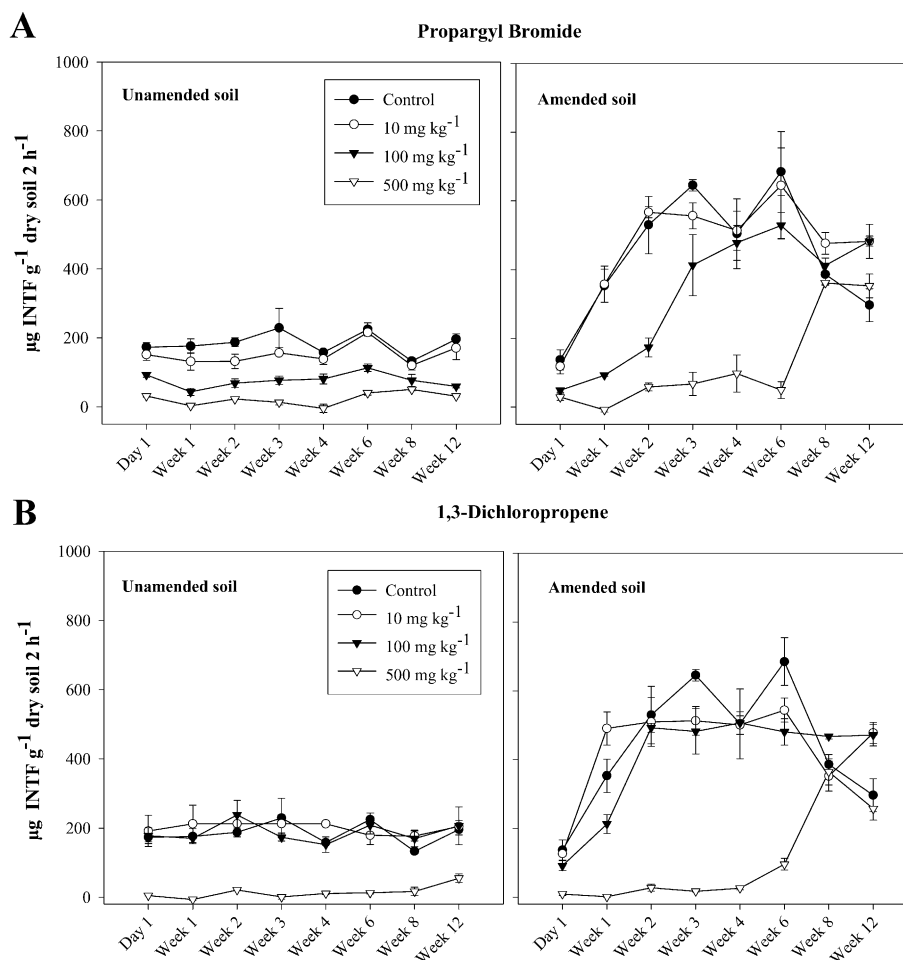 A
Propargyl Bromide
Unamended soil
Control
10 mg kg⁻¹
100 mg kg⁻¹
500 mg kg⁻¹
Amended soil
1000
800
600
400
200
0
µg INTF g⁻¹ dry soil 2 h⁻¹
Day 1
Week 1
Week 2
Week 3
Week 4
Week 6
Week 8
Week 12
Day 1
Week 1
Week 2
Week 3
Week 4
Week 6
Week 8
Week 12
B
1,3-Dichloropropene
Unamended soil
Control
10 mg kg⁻¹
100 mg kg⁻¹
500 mg kg⁻¹
Amended soil
1000
800
600
400
200
0
µg INTF g⁻¹ dry soil 2 h⁻¹
Day 1
Week 1
Week 2
Week 3
Week 4
Week 6
Week 8
Week 12
Day 1
Week 1
Week 2
Week 3
Week 4
Week 6
Week 8
Week 12